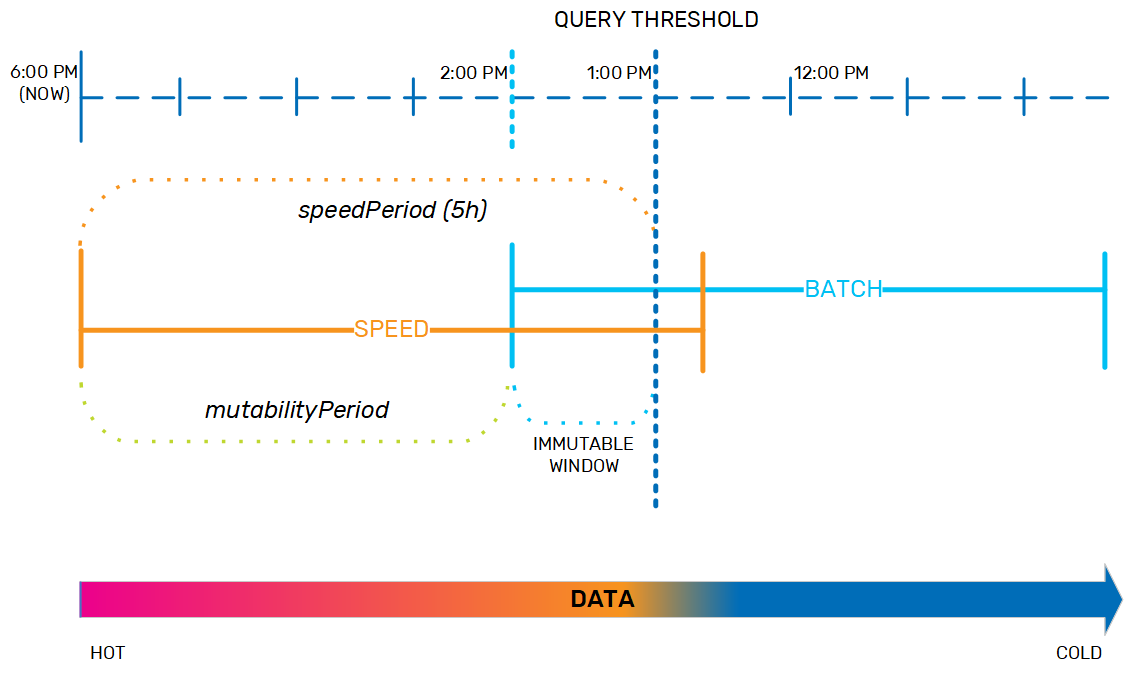 QUERY THRESHOLD
6:00 PM
(NOW)
2:00 PM
1:00 PM
12:00 PM
speedPeriod (5h)
BATCH
SPEED
mutabilityPeriod
IMMUTABLE
WINDOW
DATA
HOT
COLD